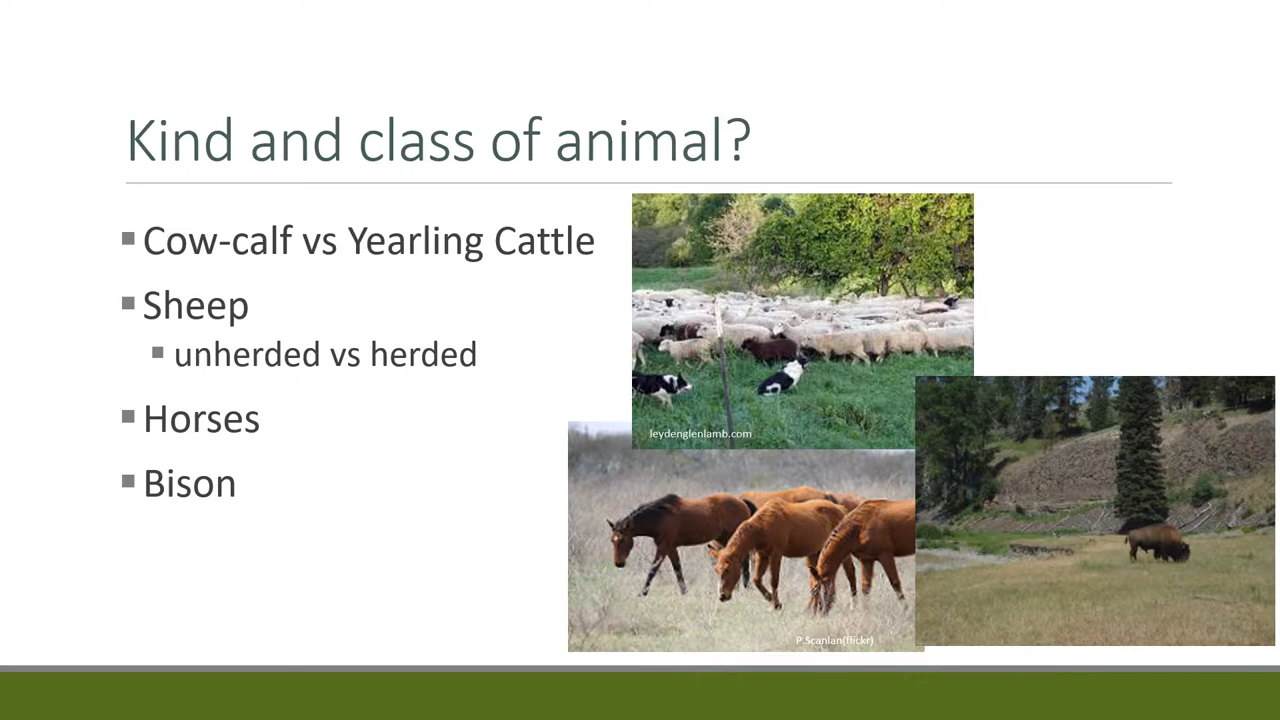 Kind and class of animal?
Cow-calf vs Yearling Cattle
Sheep
unherded vs herded
Horses
Bison
leydenglenlamb.com
P.Scanlan(flickr)